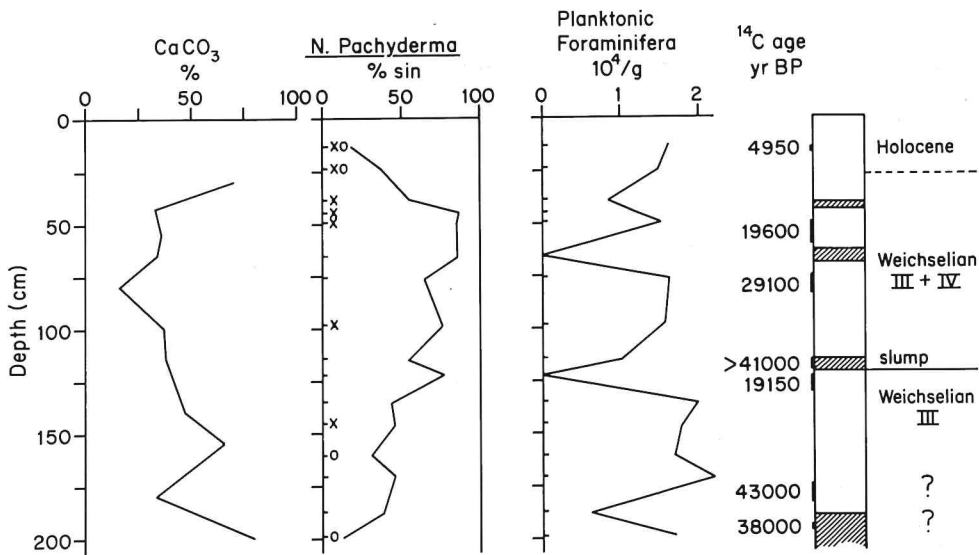 CaCO3
%
0 50 100
N. Pachyderma
% sin
0 50 100
Planktonic
Foraminifera
10^4/g
0 1 2
14C age
yr BP
Depth (cm)
0
50
100
150
200
xo
xo
x
x
o
x
x
x
o
o
4950
19600
29100
>41000
19150
43000
38000
Holocene
Weichselian
III + IV
slump
Weichselian
III
?
?